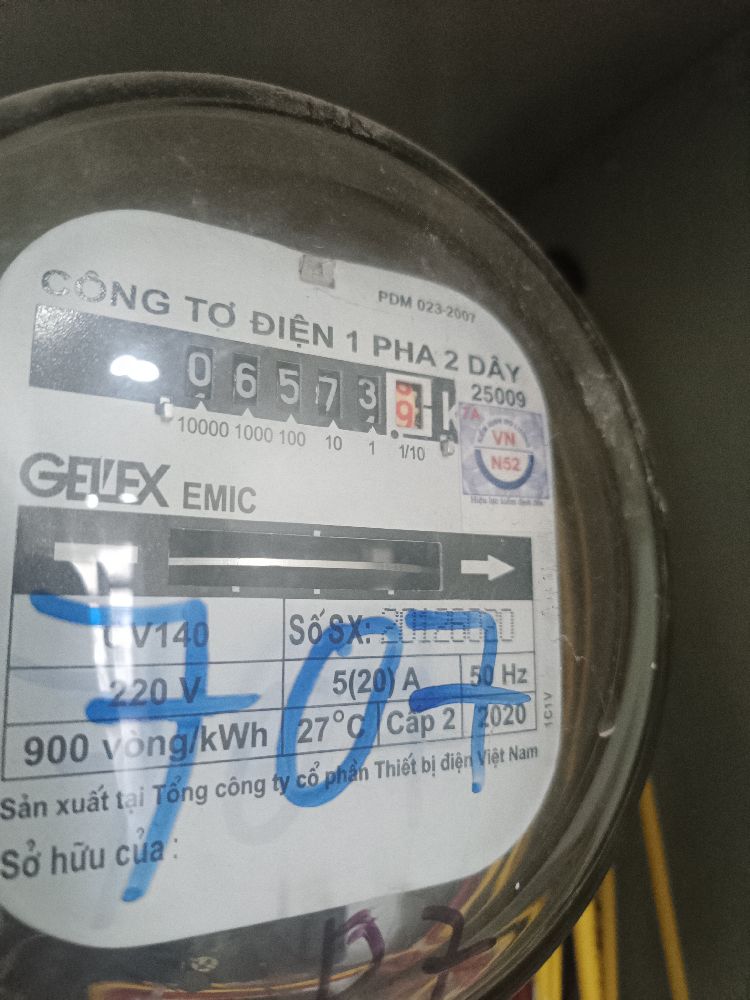 PDM 023-2007
CÔNG TƠ ĐIỆN 1 PHA 2 DÂY
0 6 5 7 3 9
25009
10000 1000 100 10 1 1/10
7A
VN
N52
GELEX EMIC
CV140 Số SX:
220 V 5(20) A 50 Hz
900 vòng/kWh 27°C Cấp 2 2020
1C1V
707
Sản xuất tại Tổng công ty cổ phần Thiết bị điện Việt Nam
Sở hữu của :